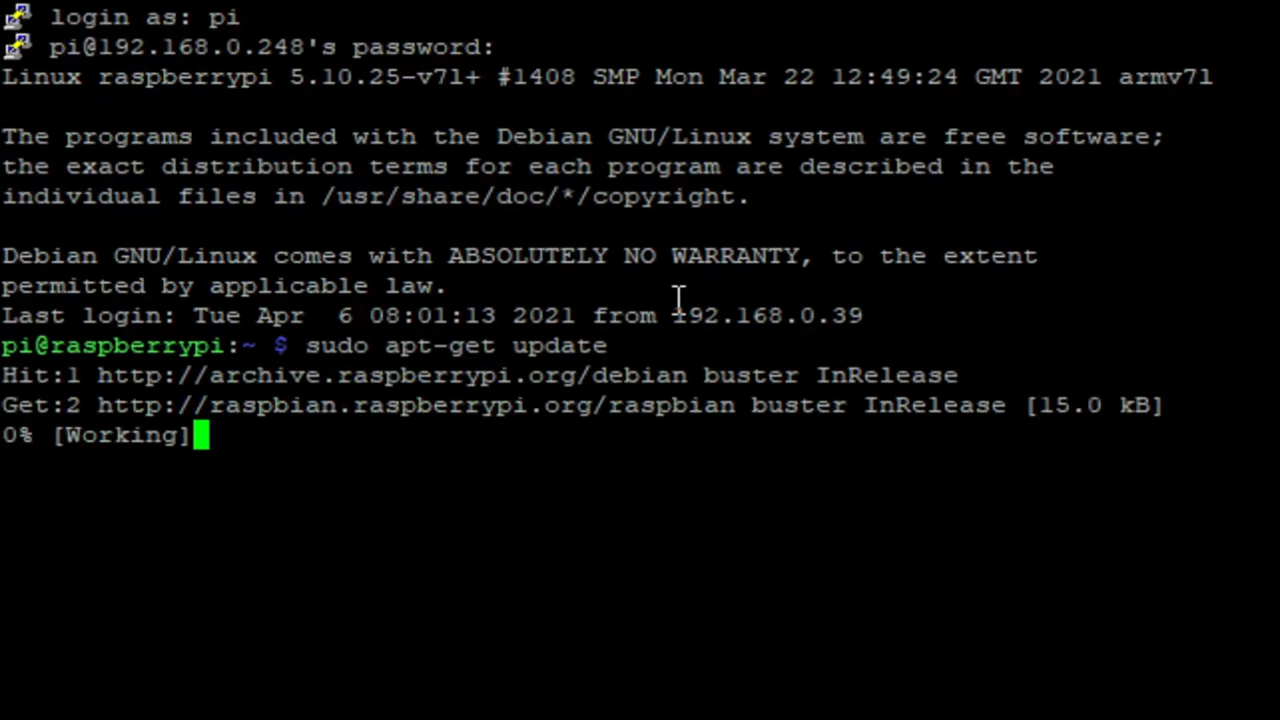 login as: pi
pi@192.168.0.248's password:
Linux raspberrypi 5.10.25-v7l+ #1408 SMP Mon Mar 22 12:49:24 GMT 2021 armv7l
The programs included with the Debian GNU/Linux system are free software;
the exact distribution terms for each program are described in the
individual files in /usr/share/doc/*/copyright.
Debian GNU/Linux comes with ABSOLUTELY NO WARRANTY, to the extent
permitted by applicable law.
Last login: Tue Apr  6 08:01:13 2021 from 192.168.0.39
pi@raspberrypi:~ $ sudo apt-get update
Hit:1 http://archive.raspberrypi.org/debian buster InRelease
Get:2 http://raspbian.raspberrypi.org/raspbian buster InRelease [15.0 kB]
0% [Working]